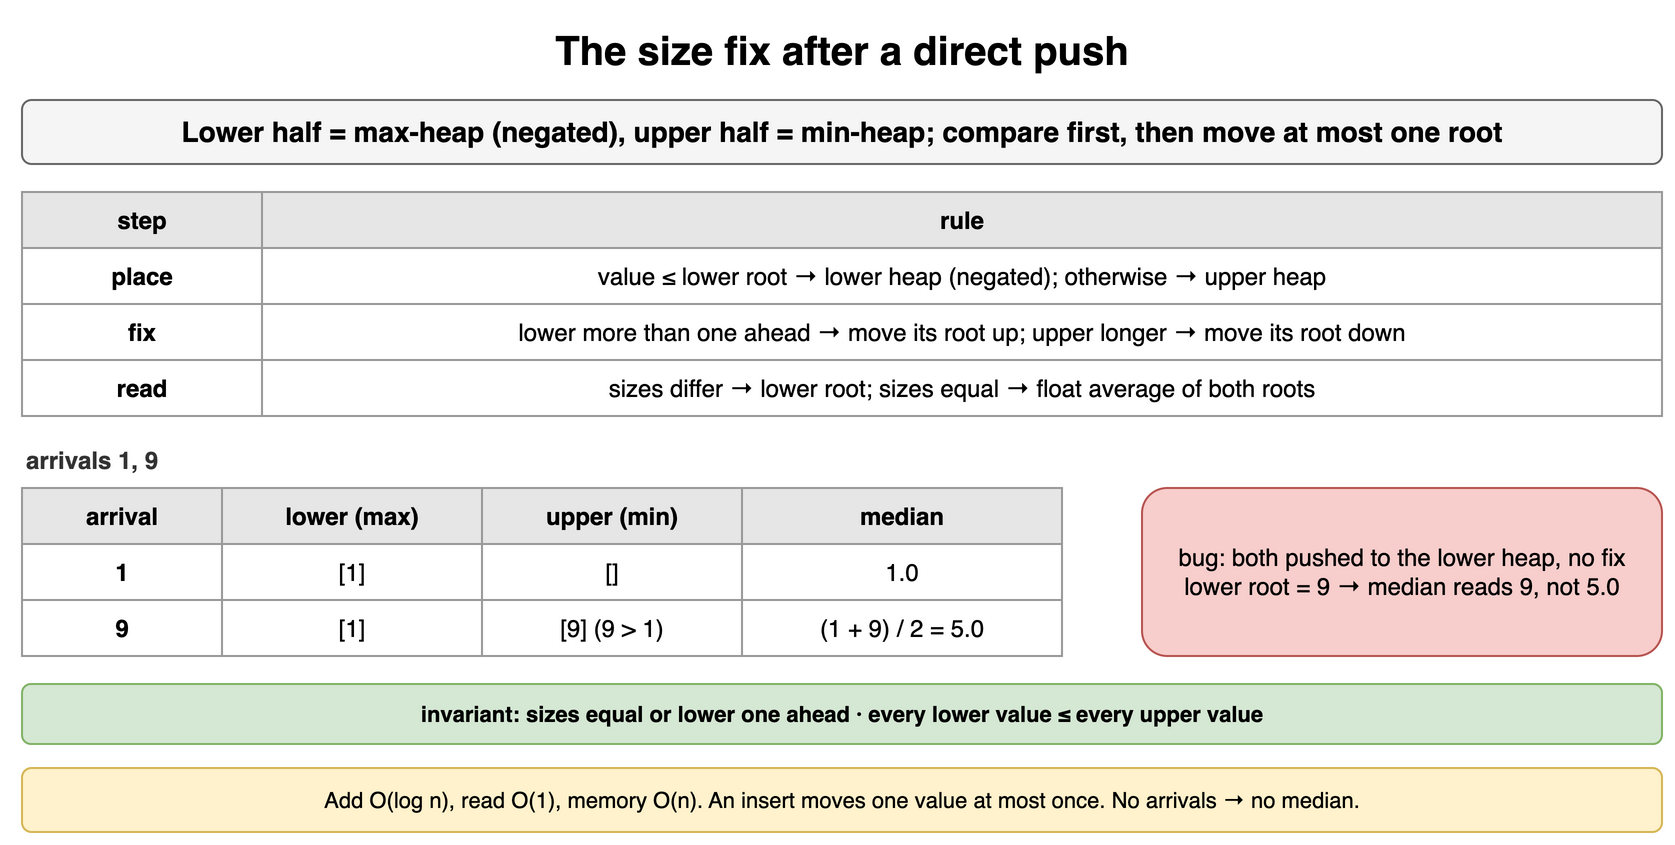 The size fix after a direct push
Lower half = max-heap (negated), upper half = min-heap; compare first, then move at most one root
step rule
place value ≤ lower root → lower heap (negated); otherwise → upper heap
fix lower more than one ahead → move its root up; upper longer → move its root down
read sizes differ → lower root; sizes equal → float average of both roots
arrivals 1, 9
arrival lower (max) upper (min) median
1 [1] [] 1.0
9 [1] [9] (9 > 1) (1 + 9) / 2 = 5.0
bug: both pushed to the lower heap, no fix
lower root = 9 → median reads 9, not 5.0
invariant: sizes equal or lower one ahead · every lower value ≤ every upper value
Add O(log n), read O(1), memory O(n). An insert moves one value at most once. No arrivals → no median.